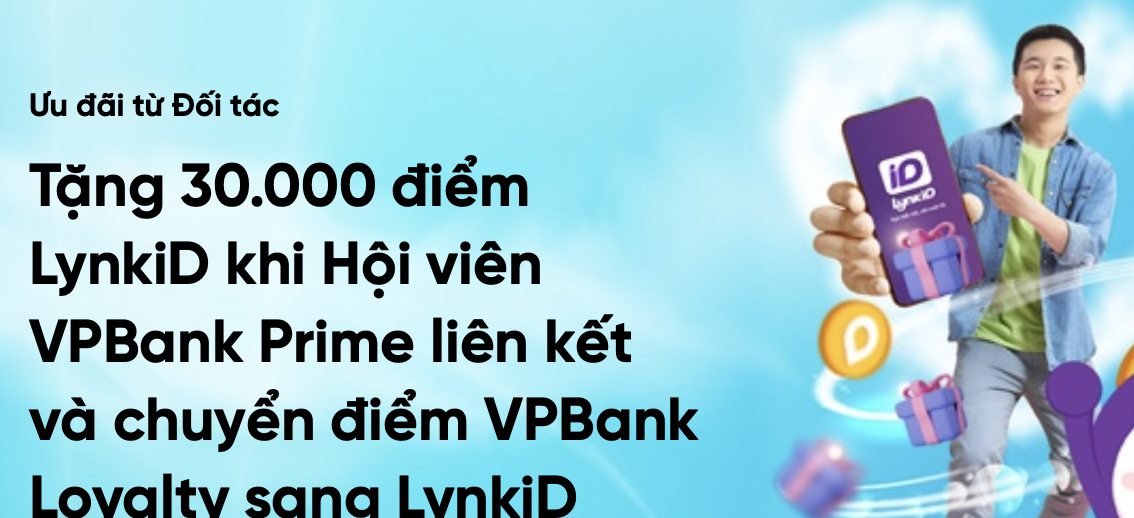 Ưu đãi từ Đối tác
Tặng 30.000 điểm
LynkiD khi Hội viên
VPBank Prime liên kết
và chuyển điểm VPBank
Loyalty sang LynkiD
iD
LynkiD